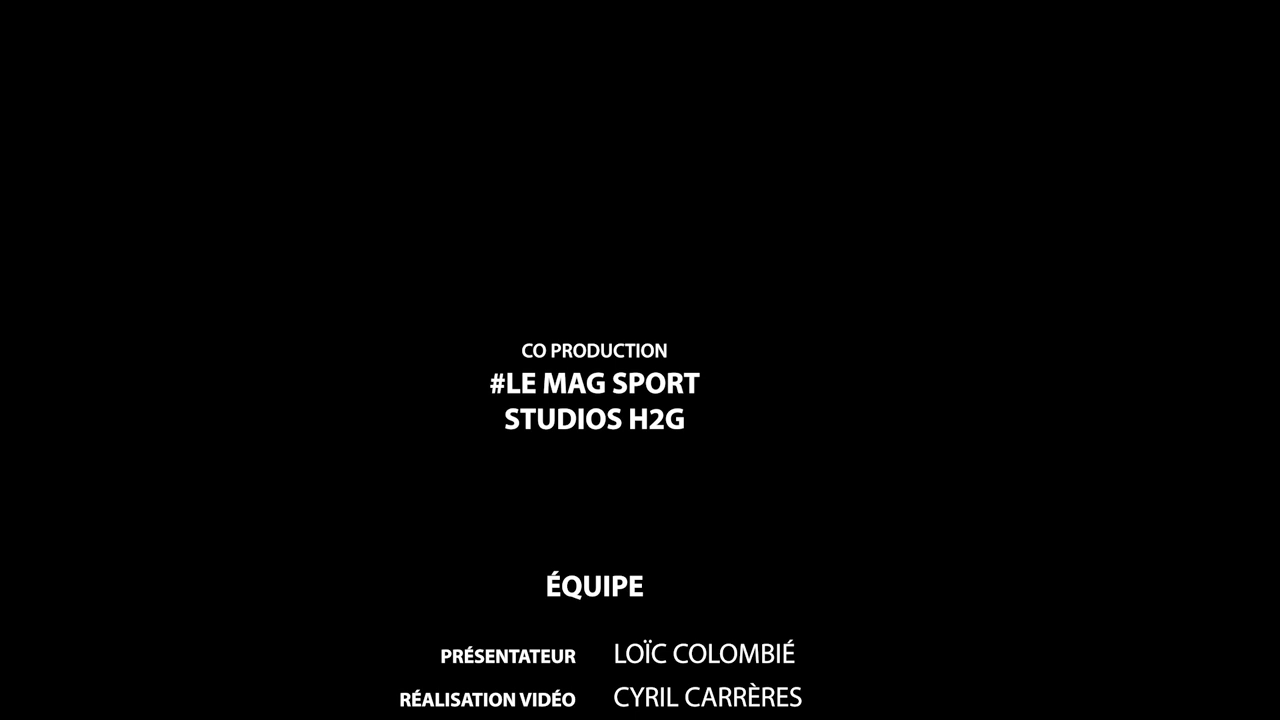 CO PRODUCTION
#LE MAG SPORT
STUDIOS H2G
ÉQUIPE
PRÉSENTATEUR LOÏC COLOMBIÉ
RÉALISATION VIDÉO CYRIL CARRÈRES